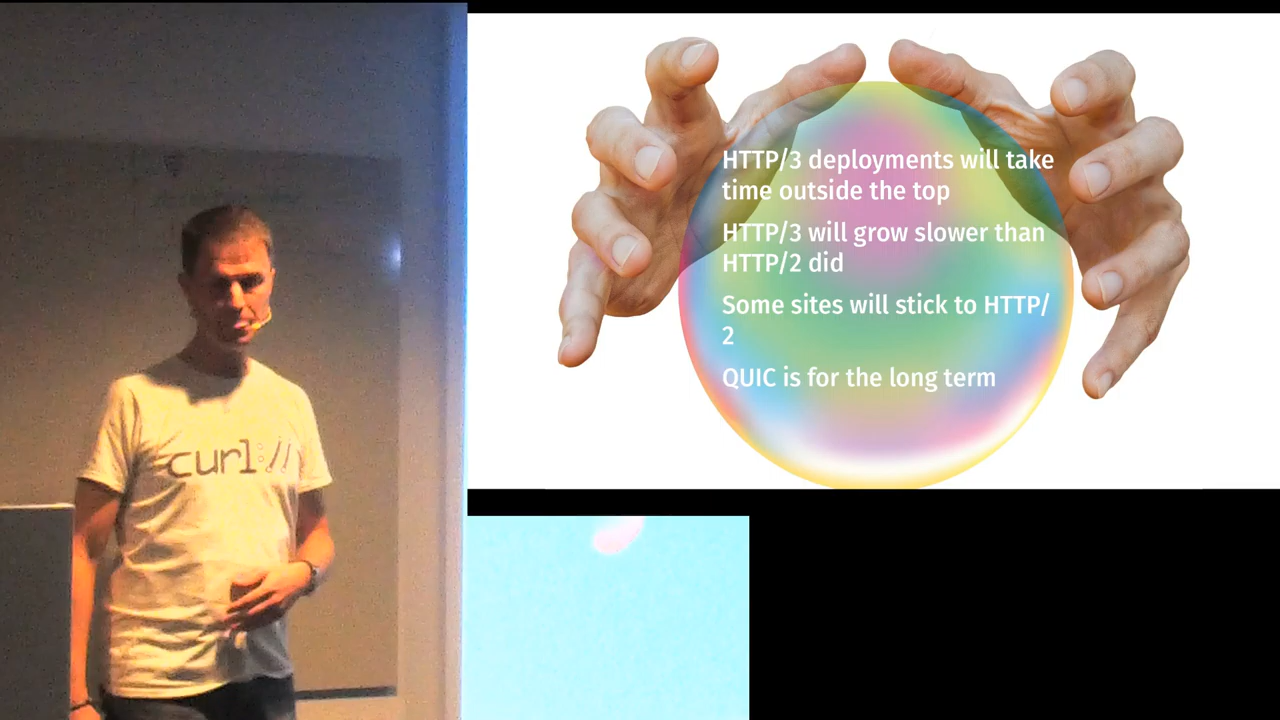 HTTP/3 deployments will take
time outside the top
HTTP/3 will grow slower than
HTTP/2 did
Some sites will stick to HTTP/
2
QUIC is for the long term
curl://